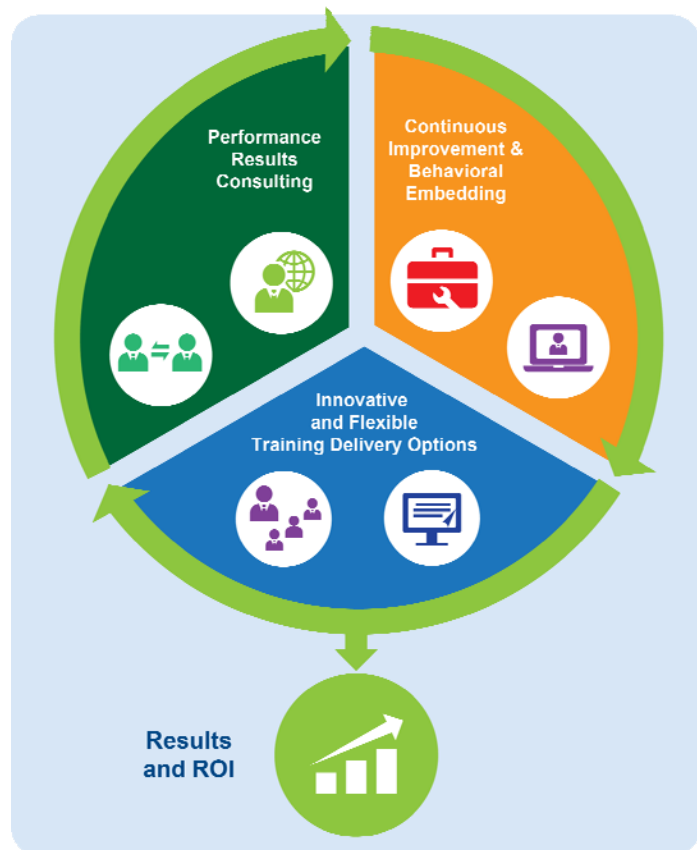 Performance
Results
Consulting
Continuous
Improvement &
Behavioral
Embedding
Innovative
and Flexible
Training Delivery Options
Results
and ROI